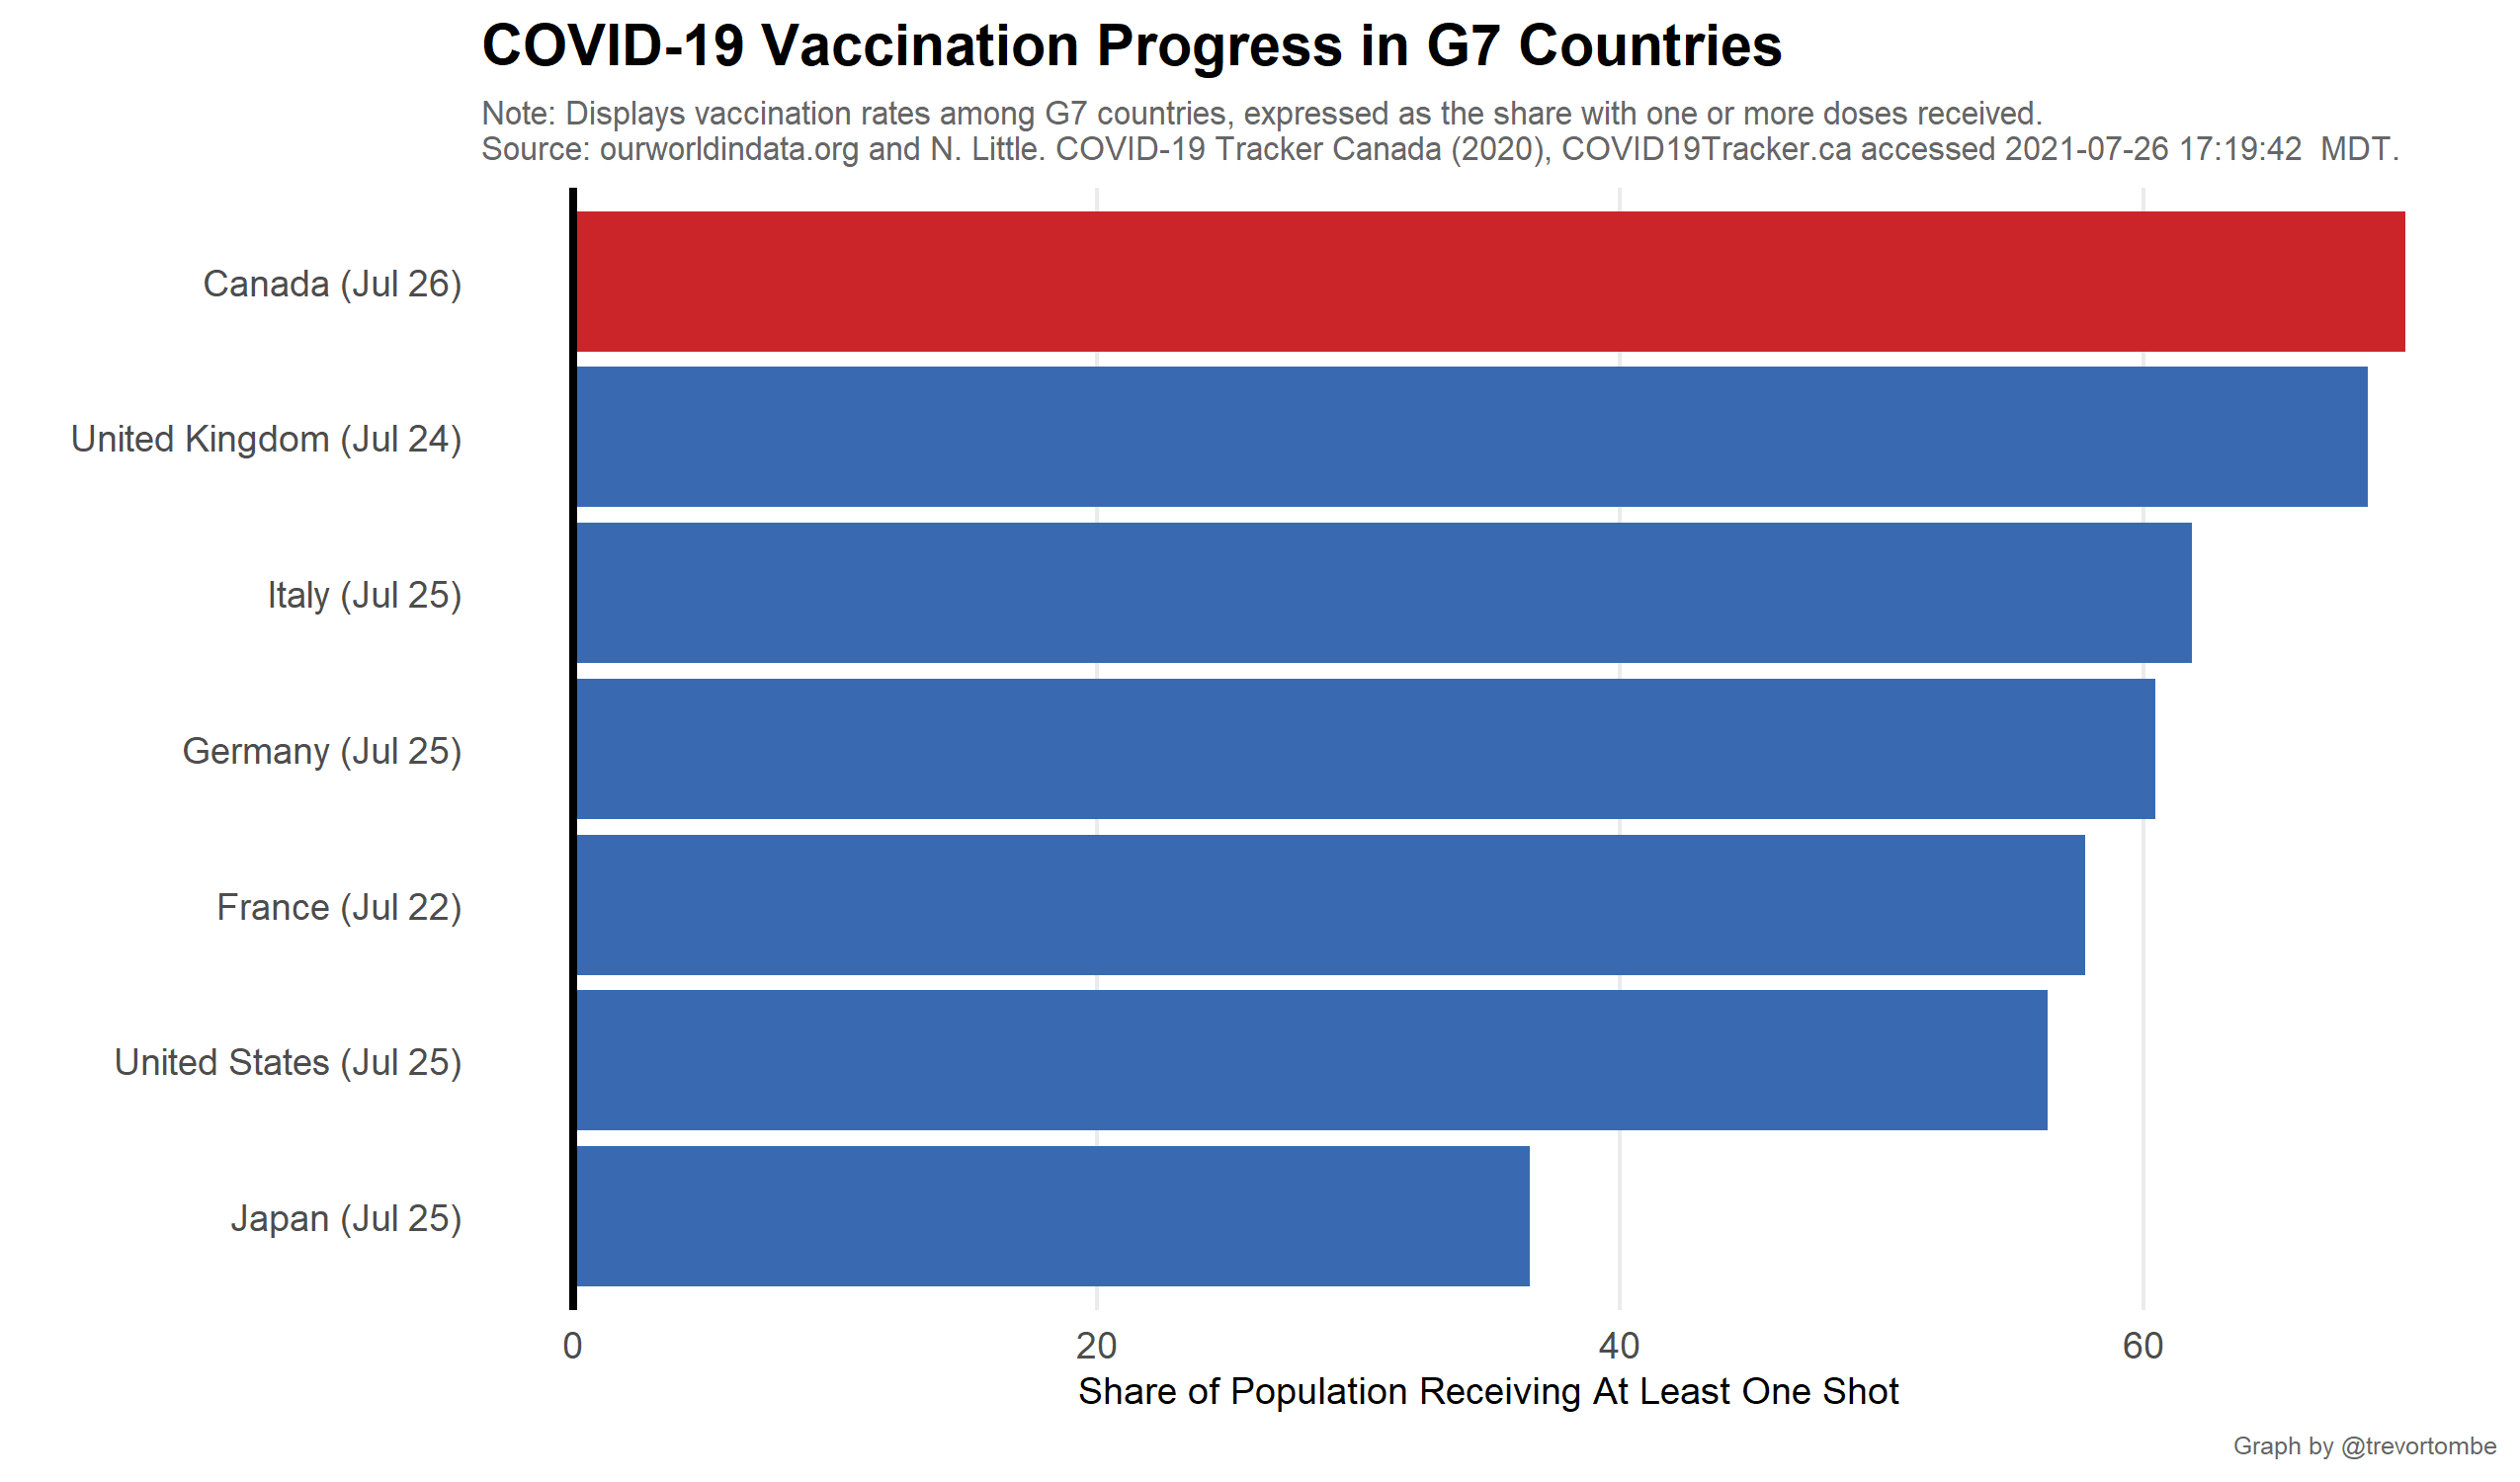 COVID-19 Vaccination Progress in G7 Countries
Note: Displays vaccination rates among G7 countries, expressed as the share with one or more doses received.
Source: ourworldindata.org and N. Little. COVID-19 Tracker Canada (2020), COVID19Tracker.ca accessed 2021-07-26 17:19:42  MDT.
Canada (Jul 26)
United Kingdom (Jul 24)
Italy (Jul 25)
Germany (Jul 25)
France (Jul 22)
United States (Jul 25)
Japan (Jul 25)
0 20 40 60
Share of Population Receiving At Least One Shot
Graph by @trevortombe